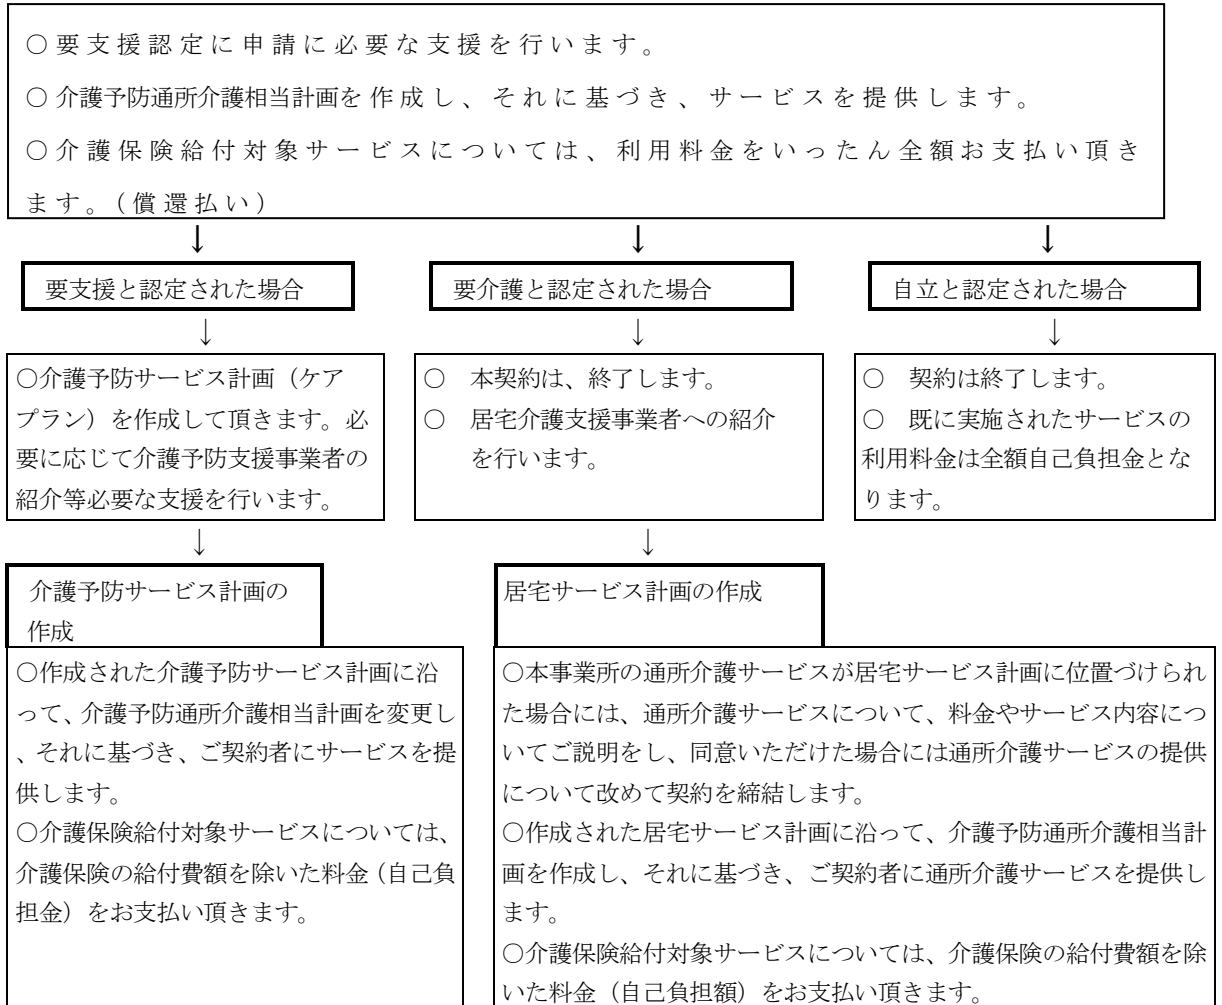 ○要支援認定に申請に必要な支援を行います。
○介護予防通所介護相当計画を作成し、それに基づき、サービスを提供します。
○介護保険給付対象サービスについては、利用料金をいったん全額お支払い頂き
ます。(償還払い)
↓ ↓ ↓
要支援と認定された場合
要介護と認定された場合
自立と認定された場合
↓ ↓ ↓
○介護予防サービス計画（ケア
プラン）を作成して頂きます。必
要に応じて介護予防支援事業者の
紹介等必要な支援を行います。
○　本契約は、終了します。
○　居宅介護支援事業者への紹介
を行います。
○　契約は終了します。
○　既に実施されたサービスの
利用料金は全額自己負担金とな
ります。
↓ ↓
介護予防サービス計画の
作成
○作成された介護予防サービス計画に沿
って、介護予防通所介護相当計画を変更し
、それに基づき、ご契約者にサービスを提
供します。
○介護保険給付対象サービスについては、
介護保険の給付費額を除いた料金（自己負
担金）をお支払い頂きます。
居宅サービス計画の作成
○本事業所の通所介護サービスが居宅サービス計画に位置づけられ
た場合には、通所介護サービスについて、料金やサービス内容につ
いてご説明をし、同意いただけた場合には通所介護サービスの提供
について改めて契約を締結します。
○作成された居宅サービス計画に沿って、介護予防通所介護相当計
画を作成し、それに基づき、ご契約者に通所介護サービスを提供し
ます。
○介護保険給付対象サービスについては、介護保険の給付費額を除
いた料金（自己負担額）をお支払い頂きます。